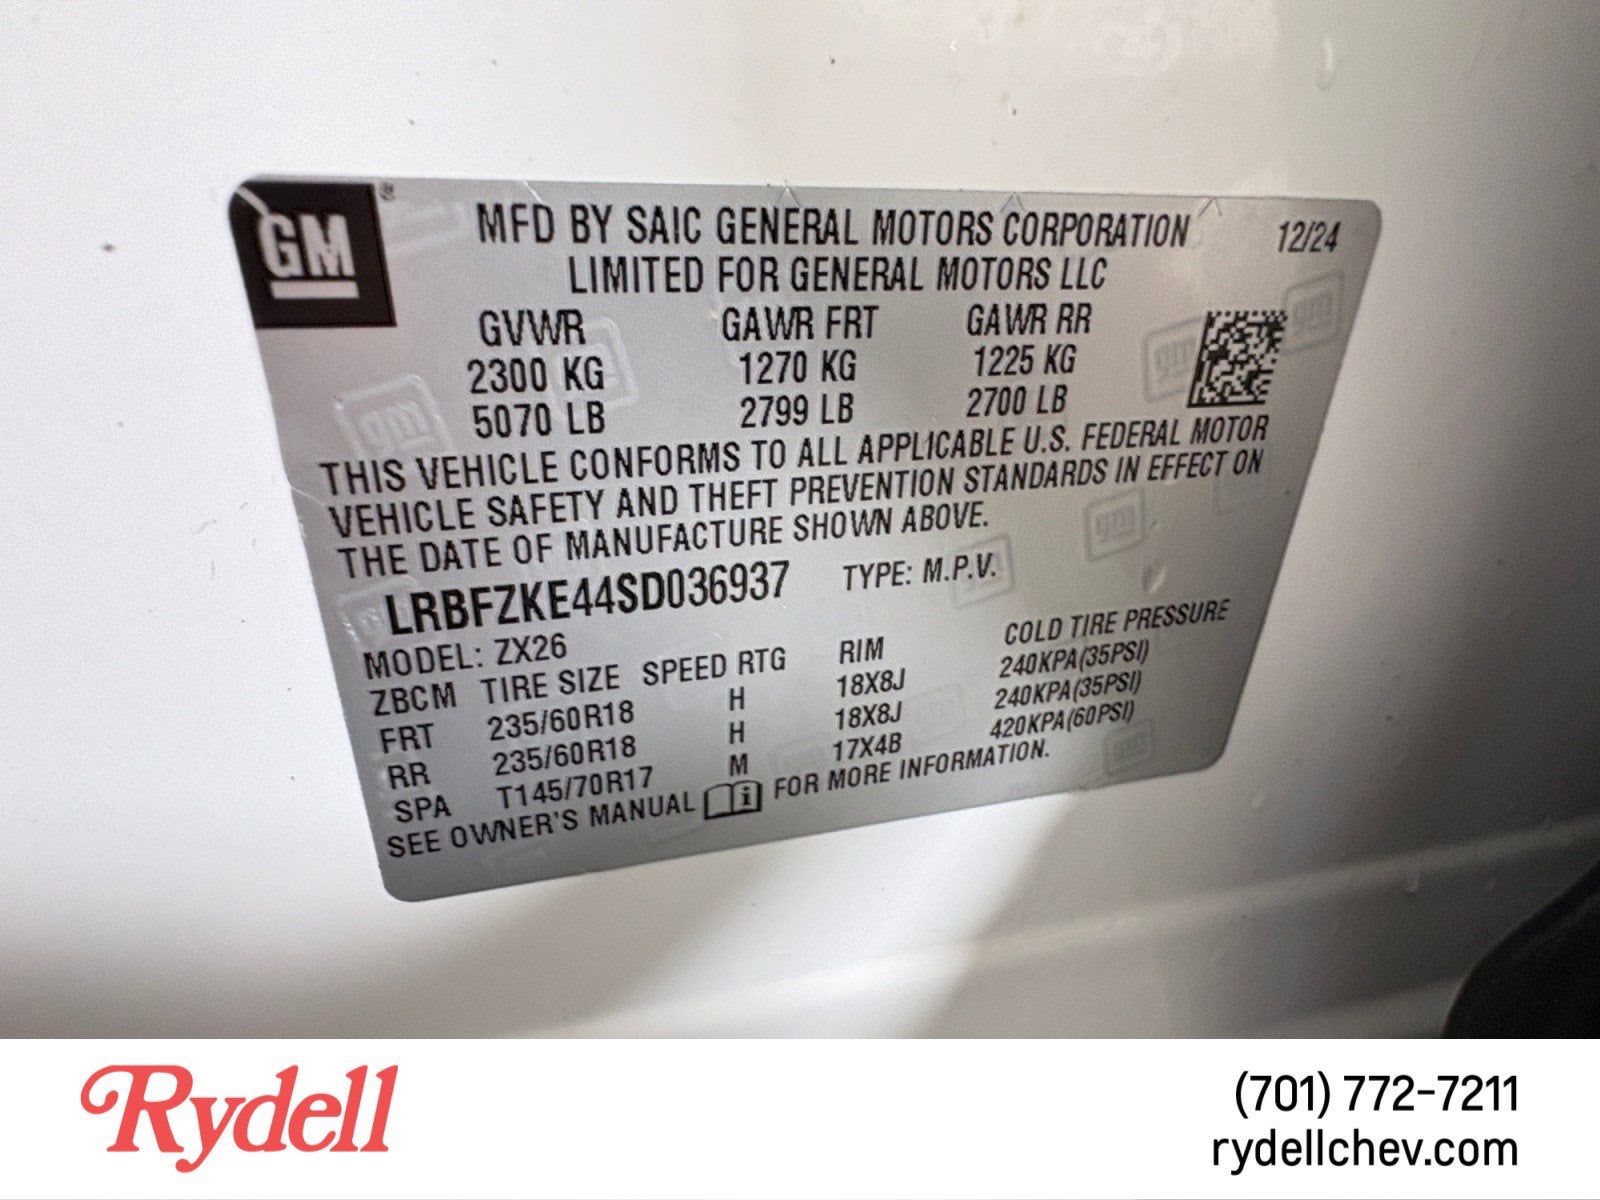 GM
MFD BY SAIC GENERAL MOTORS CORPORATION 12/24
LIMITED FOR GENERAL MOTORS LLC
GVWR GAWR FRT GAWR RR
2300 KG 1270 KG 1225 KG
5070 LB 2799 LB 2700 LB
THIS VEHICLE CONFORMS TO ALL APPLICABLE U.S. FEDERAL MOTOR
VEHICLE SAFETY AND THEFT PREVENTION STANDARDS IN EFFECT ON
THE DATE OF MANUFACTURE SHOWN ABOVE.
LRBFZKE44SD036937 TYPE: M.P.V.
MODEL: ZX26
ZBCM TIRE SIZE SPEED RTG RIM COLD TIRE PRESSURE
FRT 235/60R18 H 18X8J 240KPA(35PSI)
RR 235/60R18 H 18X8J 240KPA(35PSI)
SPA T145/70R17 M 17X4B 420KPA(60PSI)
SEE OWNER'S MANUAL FOR MORE INFORMATION.
Rydell
(701) 772-7211
rydellchev.com